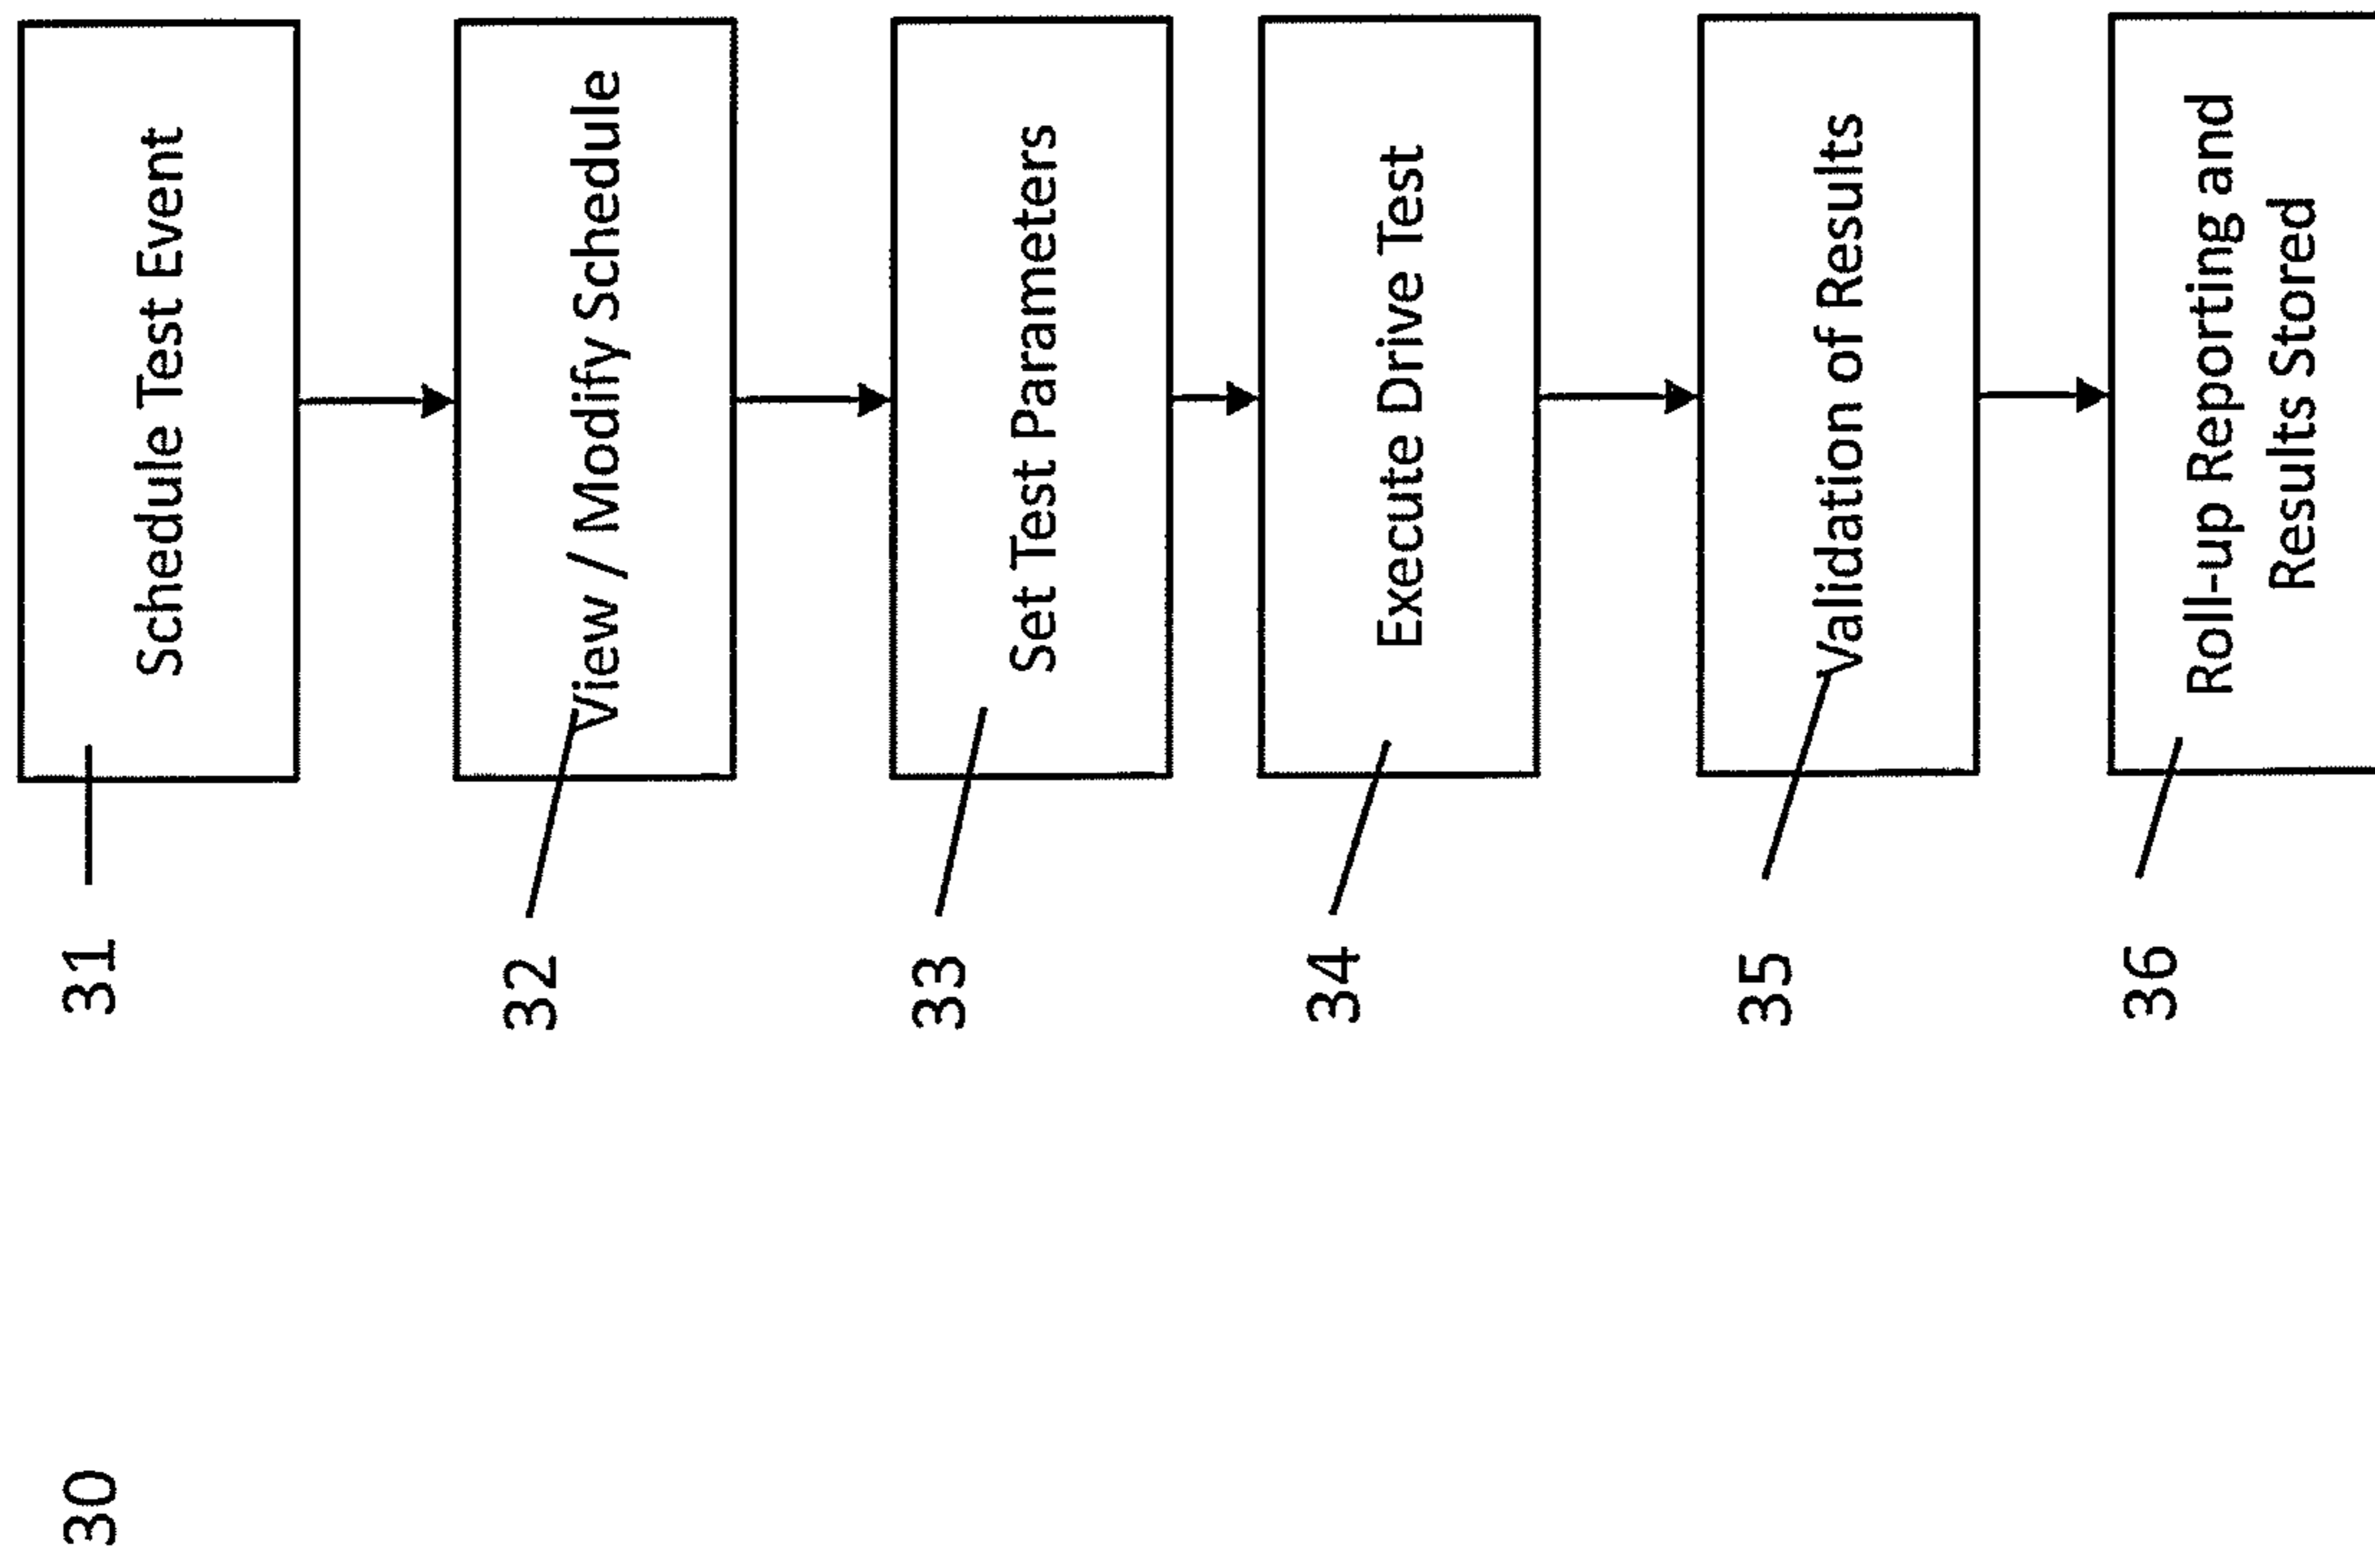 30
31
Schedule Test Event
32
View / Modify Schedule
33
Set Test Parameters
34
Execute Drive Test
35
Validation of Results
36
Roll-up Reporting and
Results Stored